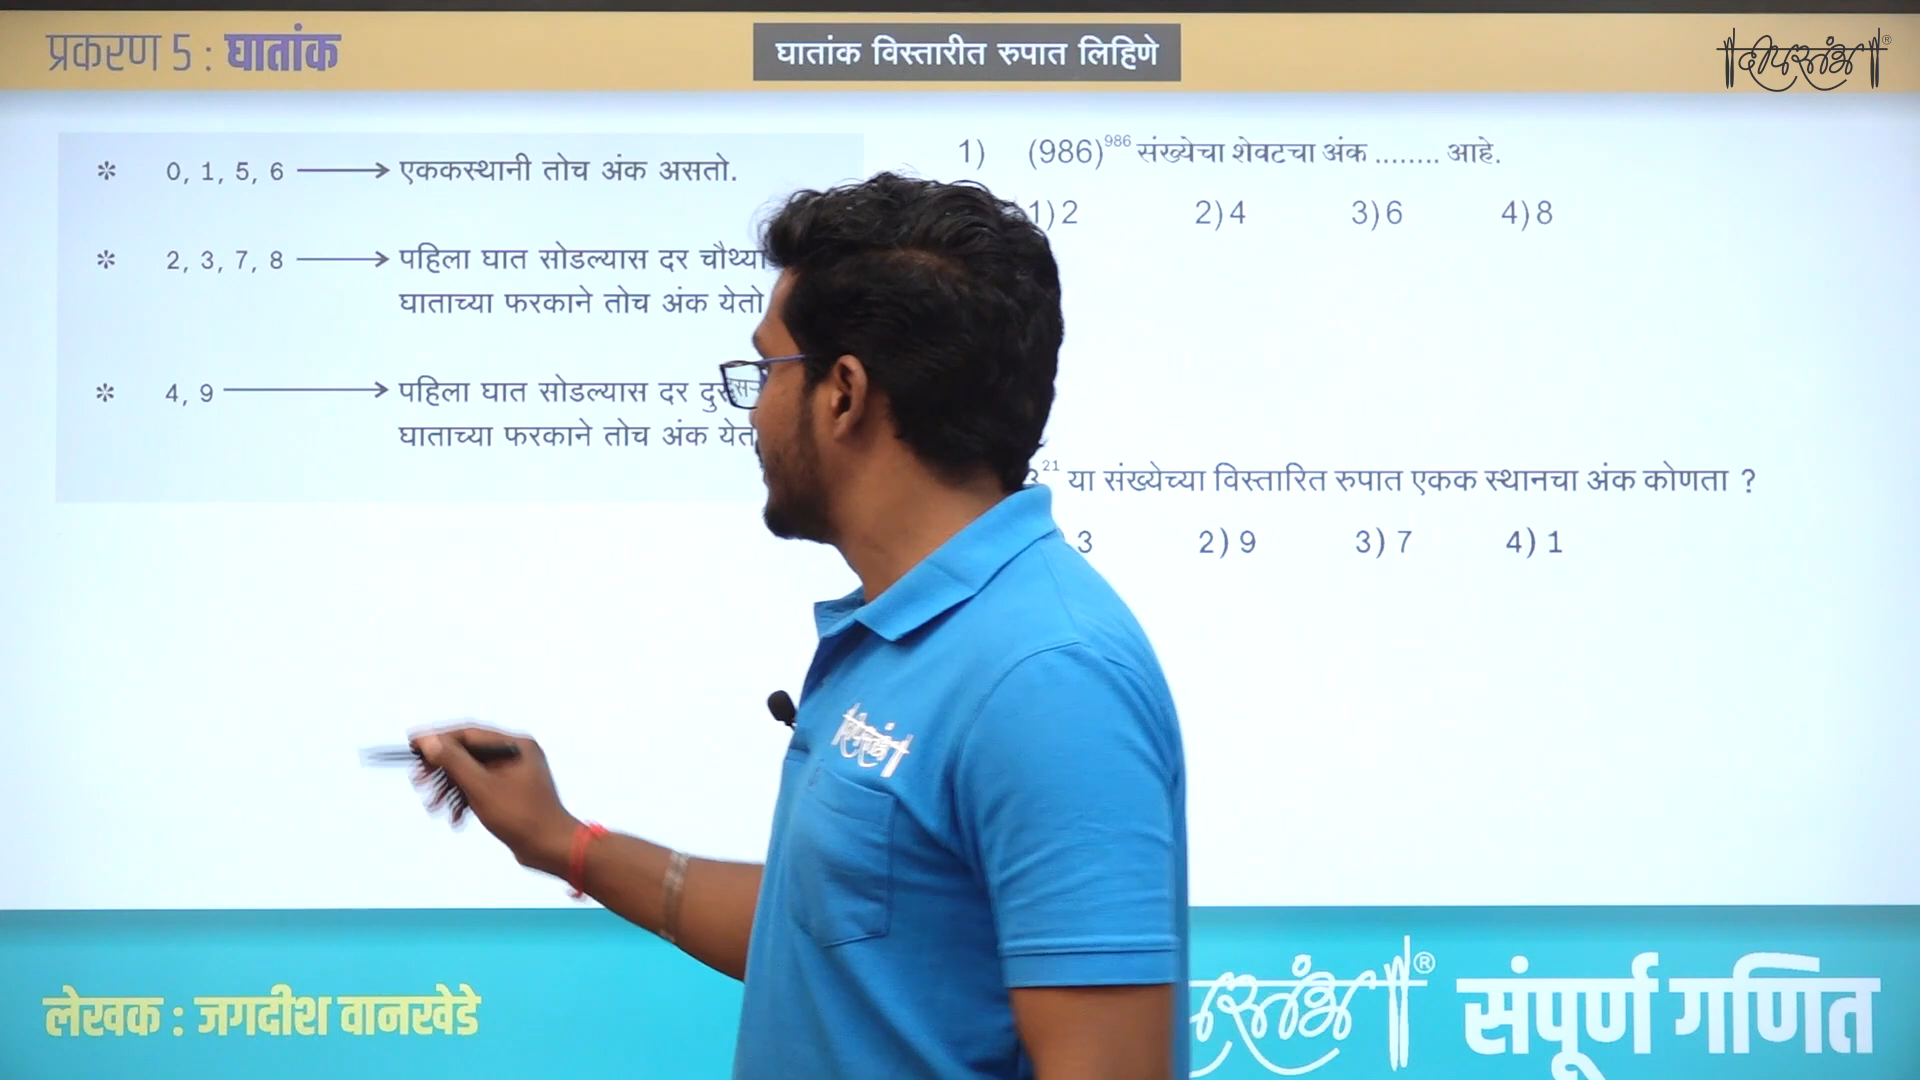 प्रकरण 5 : घातांक
घातांक विस्तारीत रुपात लिहिणे
दीपस्तंभ ®
* 0, 1, 5, 6 → एककस्थानी तोच अंक असतो.
* 2, 3, 7, 8 → पहिला घात सोडल्यास दर चौथ्या
घाताच्या फरकाने तोच अंक येतो
* 4, 9 → पहिला घात सोडल्यास दर
घाताच्या फरकाने तोच अंक
1) (986)⁹⁸⁶ संख्येचा शेवटचा अंक ........ आहे.
1) 2 2) 4 3) 6 4) 8
3²¹ या संख्येच्या विस्तारित रुपात एकक स्थानचा अंक कोणता ?
) 3 2) 9 3) 7 4) 1
लेखक : जगदीश वानखेडे
® संपूर्ण गणित